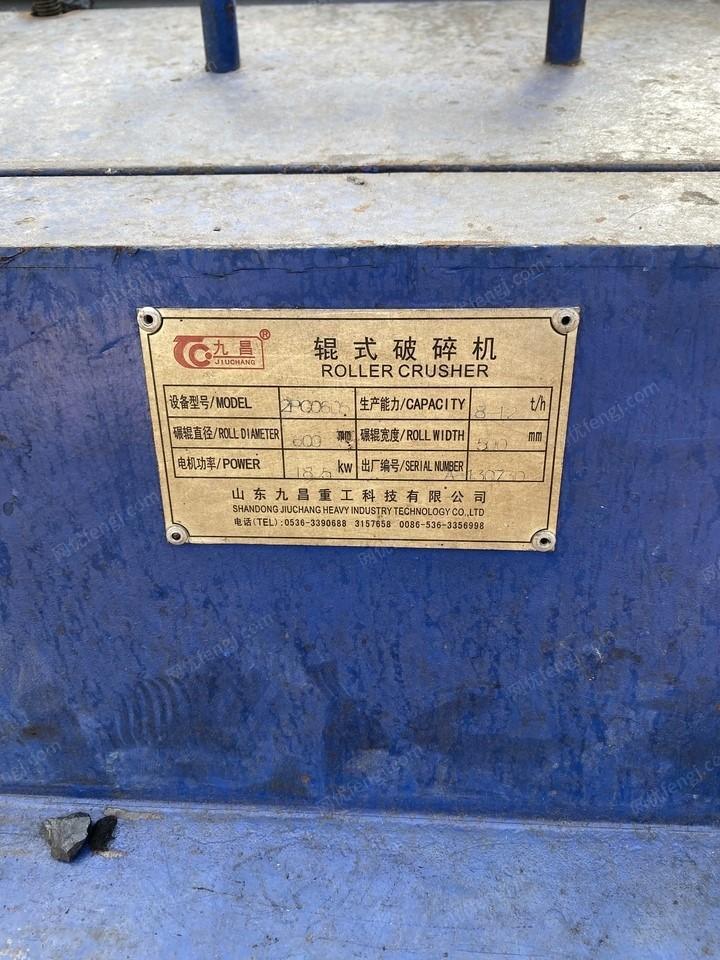 九昌®
JIUCHANG
辊式破碎机
ROLLER CRUSHER
设备型号/MODEL 生产能力/CAPACITY 8-12 t/h
碾辊直径/ROLL DIAMETER 600 mm 碾辊宽度/ROLL WIDTH 500 mm
电机功率/POWER 18.5 kw 出厂编号/SERIAL NUMBER
山东九昌重工科技有限公司
SHANDONG JIUCHANG HEAVY INDUSTRY TECHNOLOGY CO.,LTD
电话(TEL):0536-3390688 3157658 0086-536-3356998